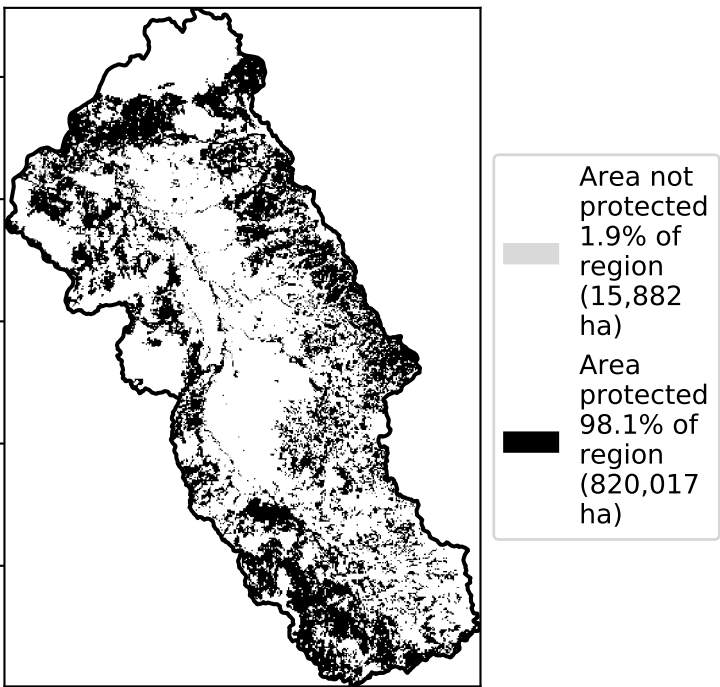 Area not
protected
1.9% of
region
(15,882
ha)
Area
protected
98.1% of
region
(820,017
ha)